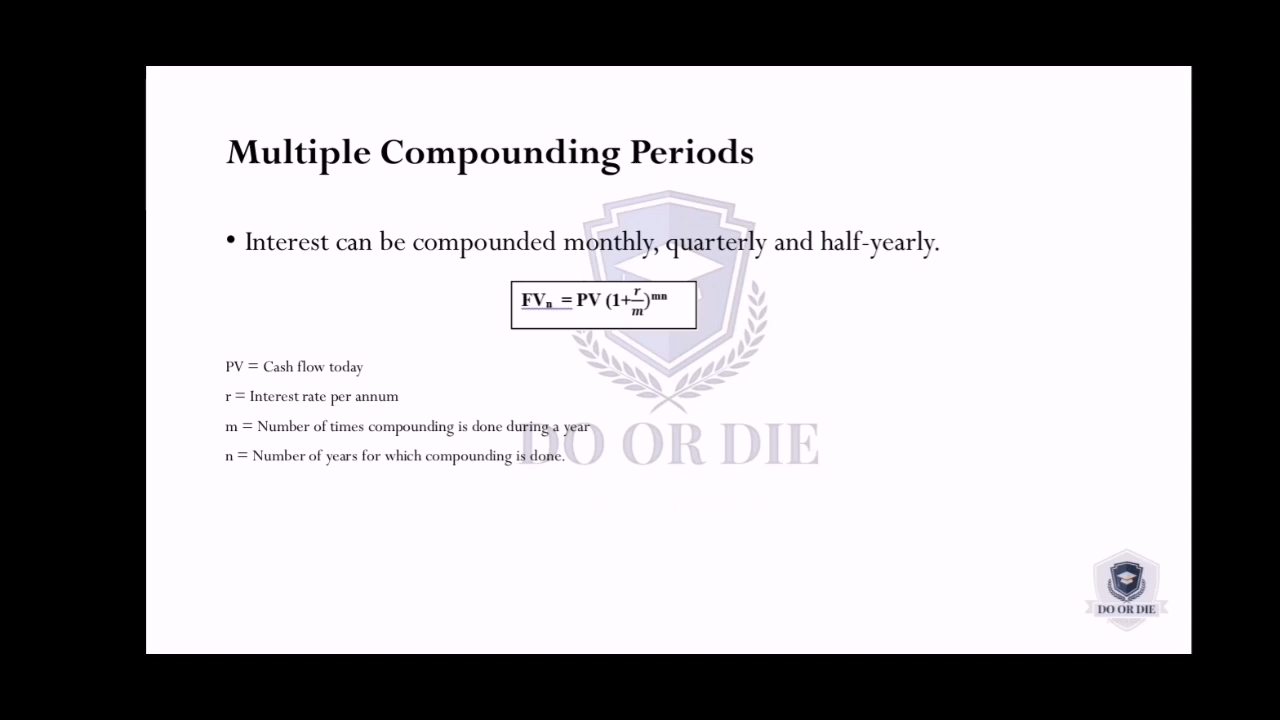 Multiple Compounding Periods
• Interest can be compounded monthly, quarterly and half-yearly.
FVₙ = PV (1+r/m)ᵐⁿ
PV = Cash flow today
r = Interest rate per annum
m = Number of times compounding is done during a year
n = Number of years for which compounding is done.
DO OR DIE
DO OR DIE